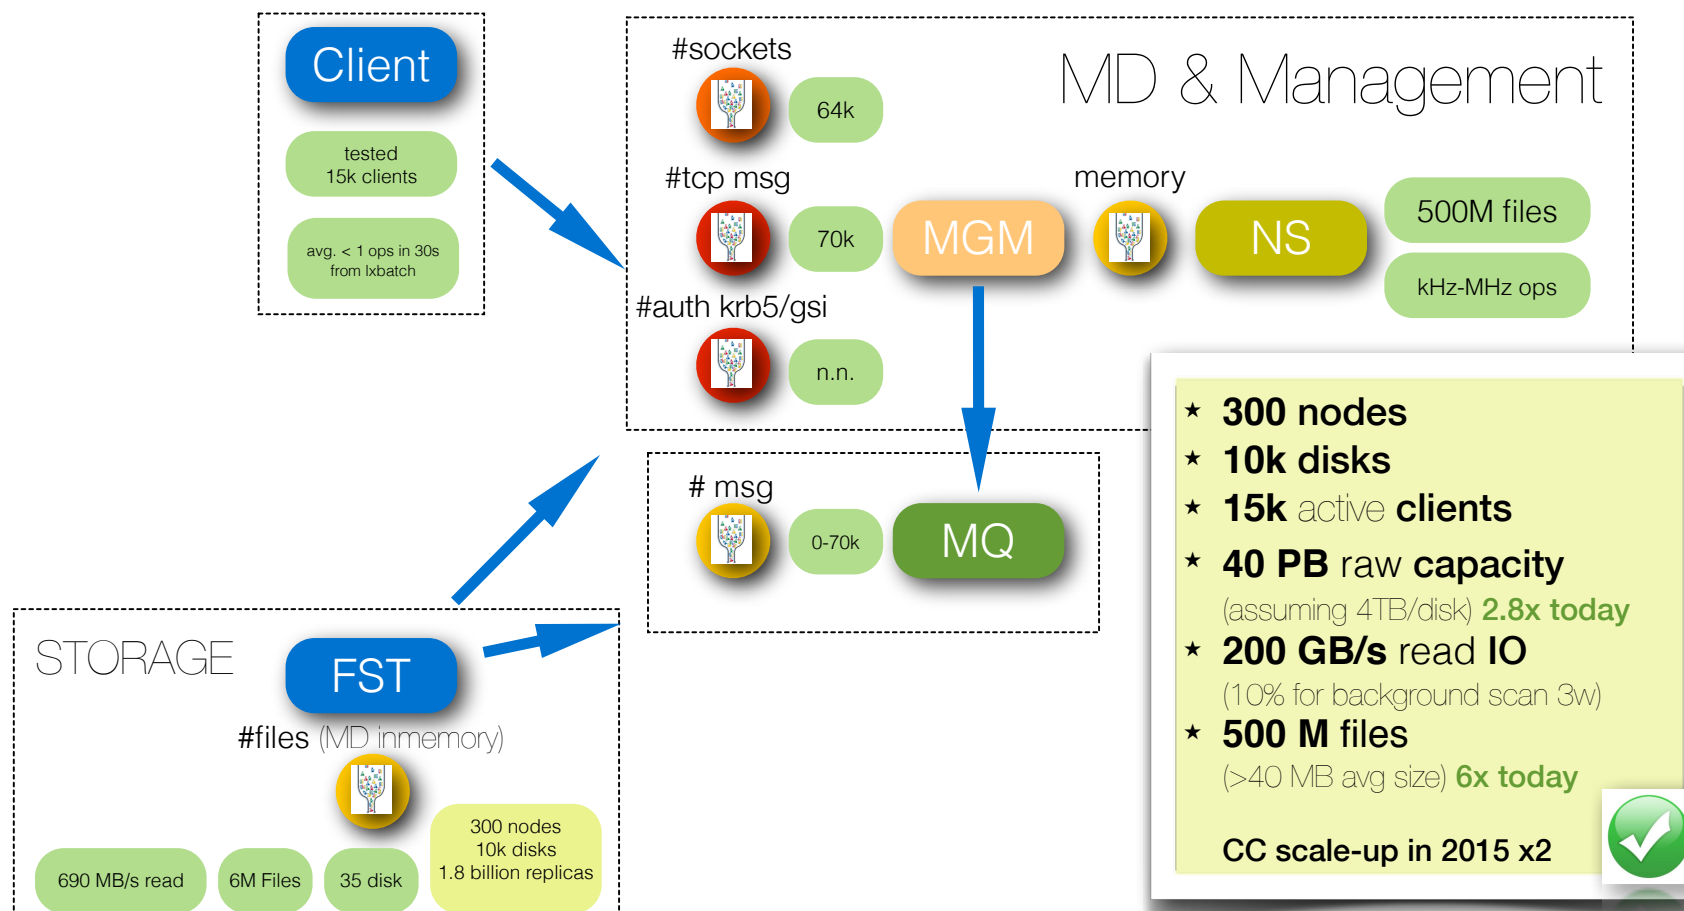 Client
tested
15k clients
avg. < 1 ops in 30s
from lxbatch
MD & Management
#sockets
64k
#tcp msg
70k
MGM
memory
NS
500M files
kHz-MHz ops
#auth krb5/gsi
n.n.
# msg
0-70k
MQ
STORAGE
FST
#files (MD inmemory)
690 MB/s read
6M Files
35 disk
300 nodes
10k disks
1.8 billion replicas
★ 300 nodes
★ 10k disks
★ 15k active clients
★ 40 PB raw capacity
(assuming 4TB/disk) 2.8x today
★ 200 GB/s read IO
(10% for background scan 3w)
★ 500 M files
(>40 MB avg size) 6x today
CC scale-up in 2015 x2